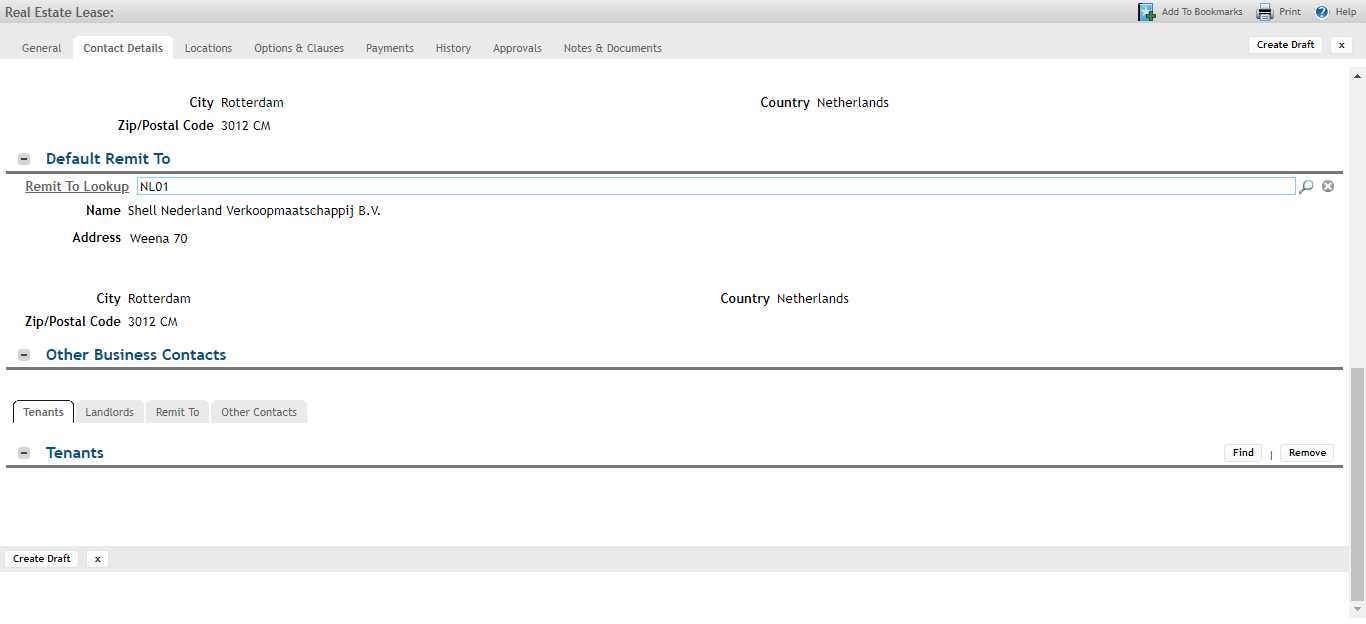 Real Estate Lease:
Add To Bookmarks Print ? Help
General Contact Details Locations Options & Clauses Payments History Approvals Notes & Documents Create Draft x
City Rotterdam Country Netherlands
Zip/Postal Code 3012 CM
Default Remit To
Remit To Lookup NL01
Name Shell Nederland Verkoopmaatschappij B.V.
Address Weena 70
City Rotterdam Country Netherlands
Zip/Postal Code 3012 CM
Other Business Contacts
Tenants Landlords Remit To Other Contacts
Tenants Find | Remove
Create Draft x